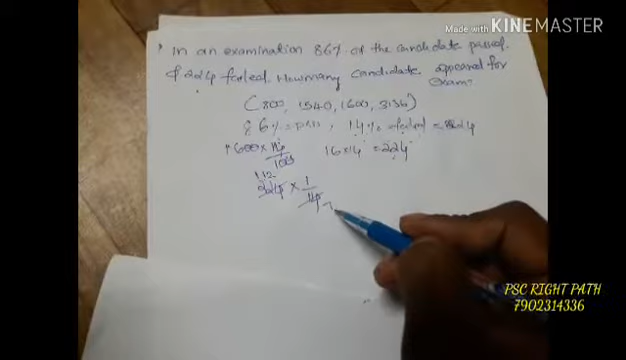 Made with KINEMASTER
In an examination 86% of the candidate passed.
& 224 failed. How many candidate appeared for
exam
(800, 1540, 1600, 3136)
86% = pass, 14% failed = 224
1600 × 14/100
16×14 = 224
112
224 × 1/14
7
PSC RIGHT PATH
7902314336